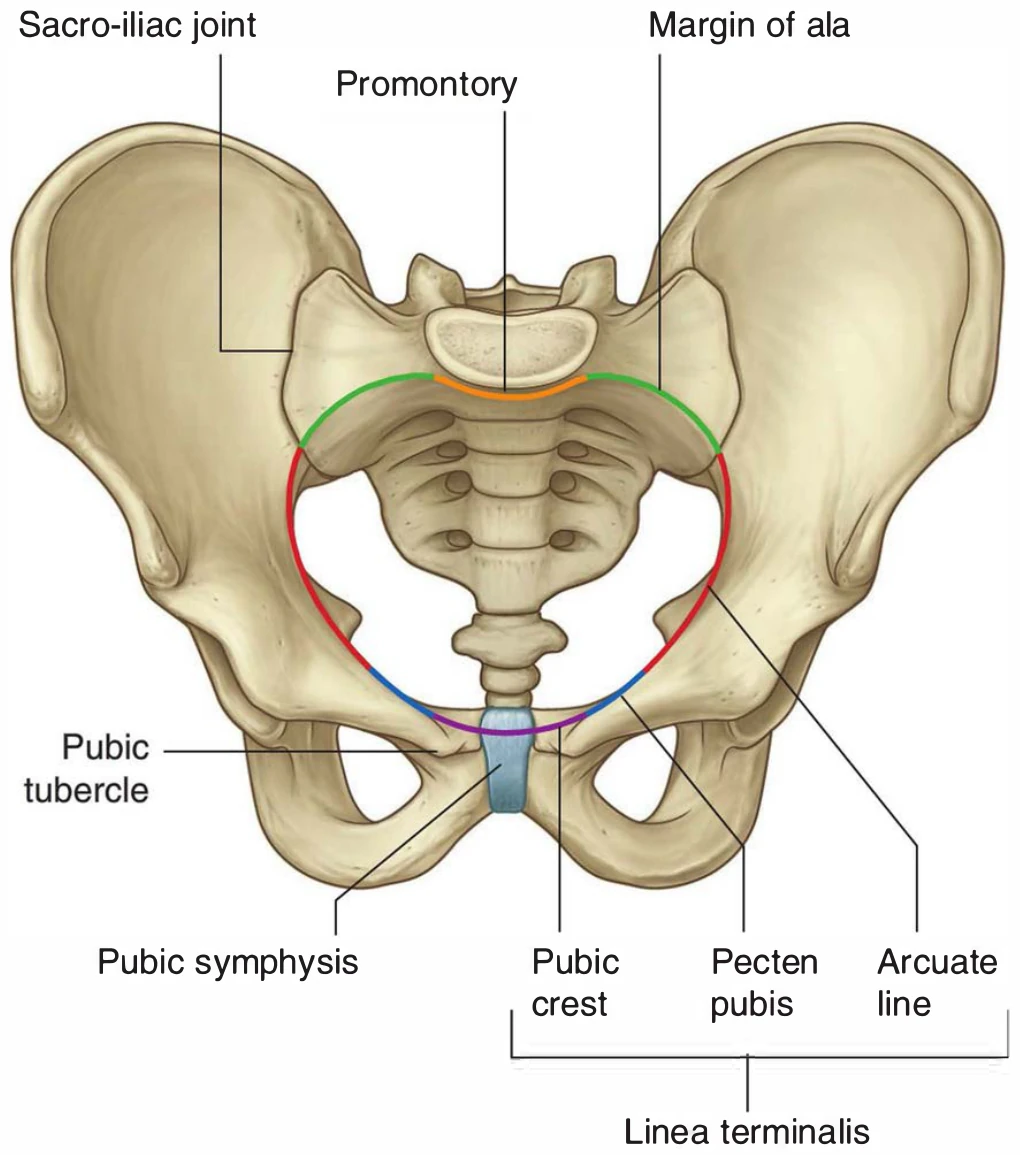 Sacro-iliac joint
Margin of ala
Promontory
Pubic
tubercle
Pubic symphysis
Pubic
crest
Pecten
pubis
Arcuate
line
Linea terminalis